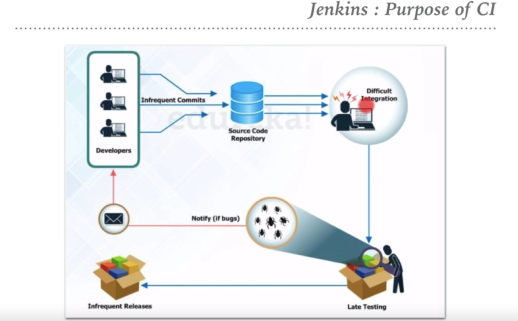 Jenkins : Purpose of CI
Difficult
Integration
Infrequent Commits
edureka!
Source Code
Repository
Developers
Notify (if bugs)
Infrequent Releases
Late Testing